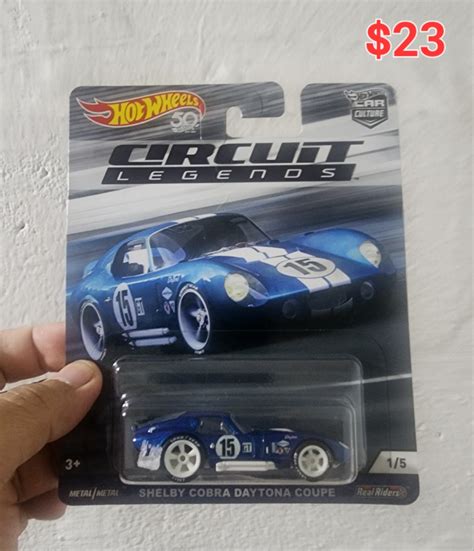 $23
HOT WHEELS
50
CAR
CULTURE
CIRCUIT
LEGENDS
15
15
3+
1/5
METAL/METAL
SHELBY COBRA DAYTONA COUPE
Real Riders